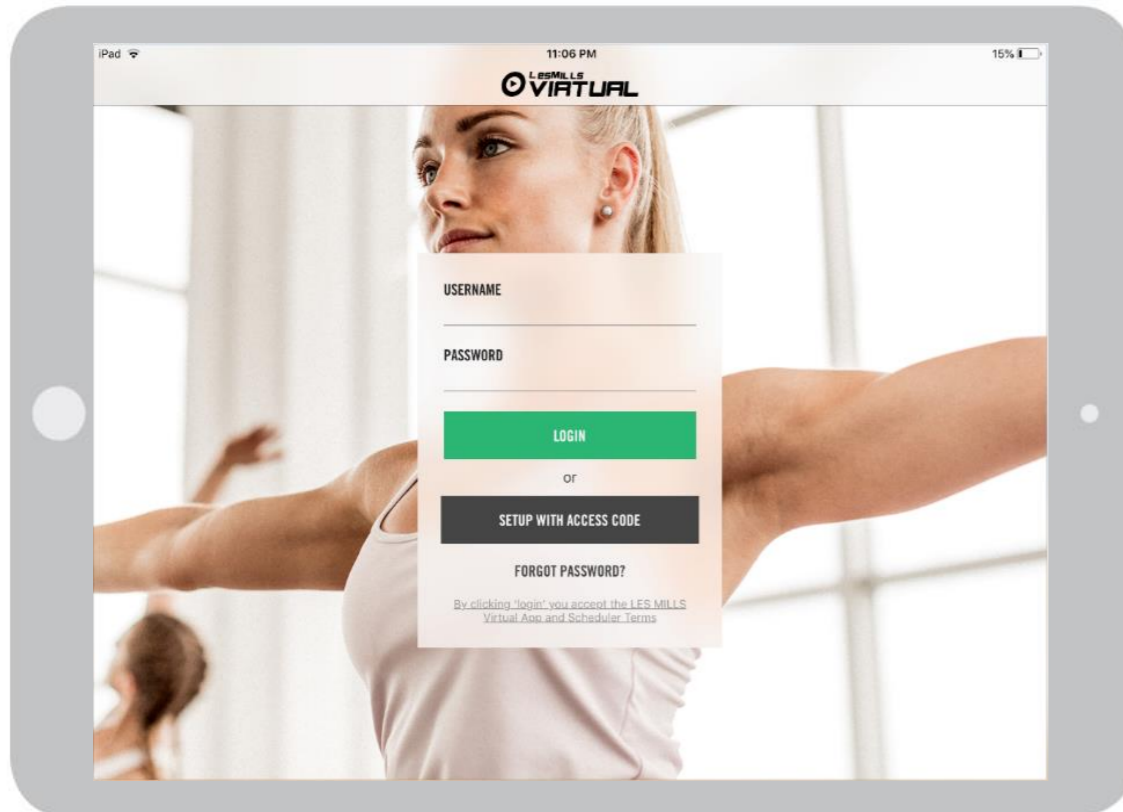 iPad
11:06 PM
15%
LESMILLS
VIRTUAL
USERNAME
PASSWORD
LOGIN
or
SETUP WITH ACCESS CODE
FORGOT PASSWORD?
By clicking 'login' you accept the LES MILLS
Virtual App and Scheduler Terms